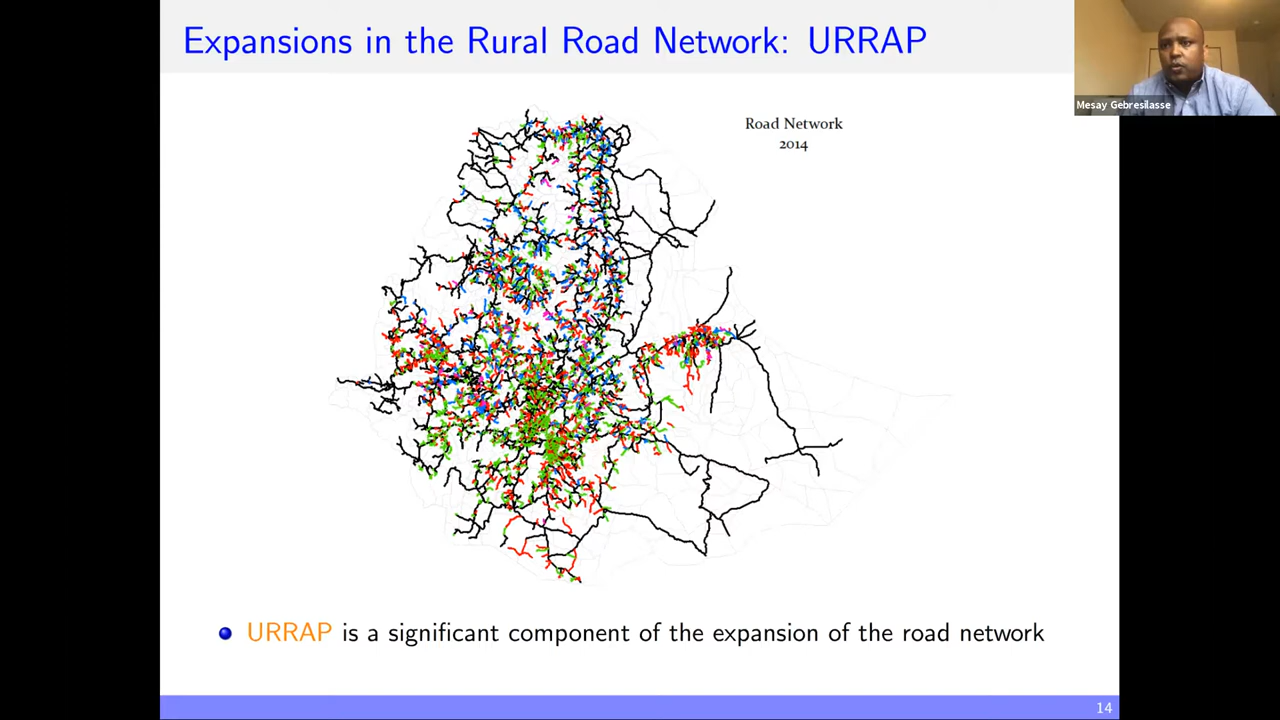 Expansions in the Rural Road Network: URRAP
Mesay Gebresilasse
Road Network
2014
URRAP is a significant component of the expansion of the road network
14